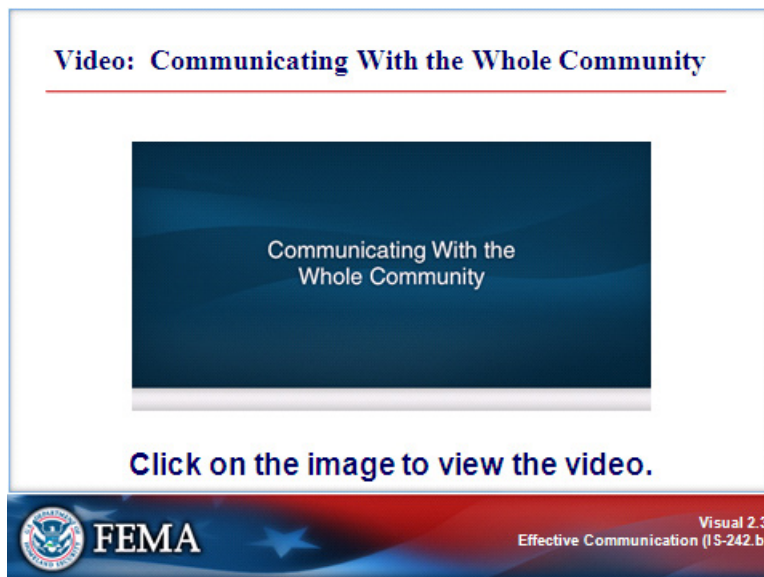 Video: Communicating With the Whole Community
Communicating With the
Whole Community
Click on the image to view the video.
FEMA
Visual 2.3
Effective Communication (IS-242.b